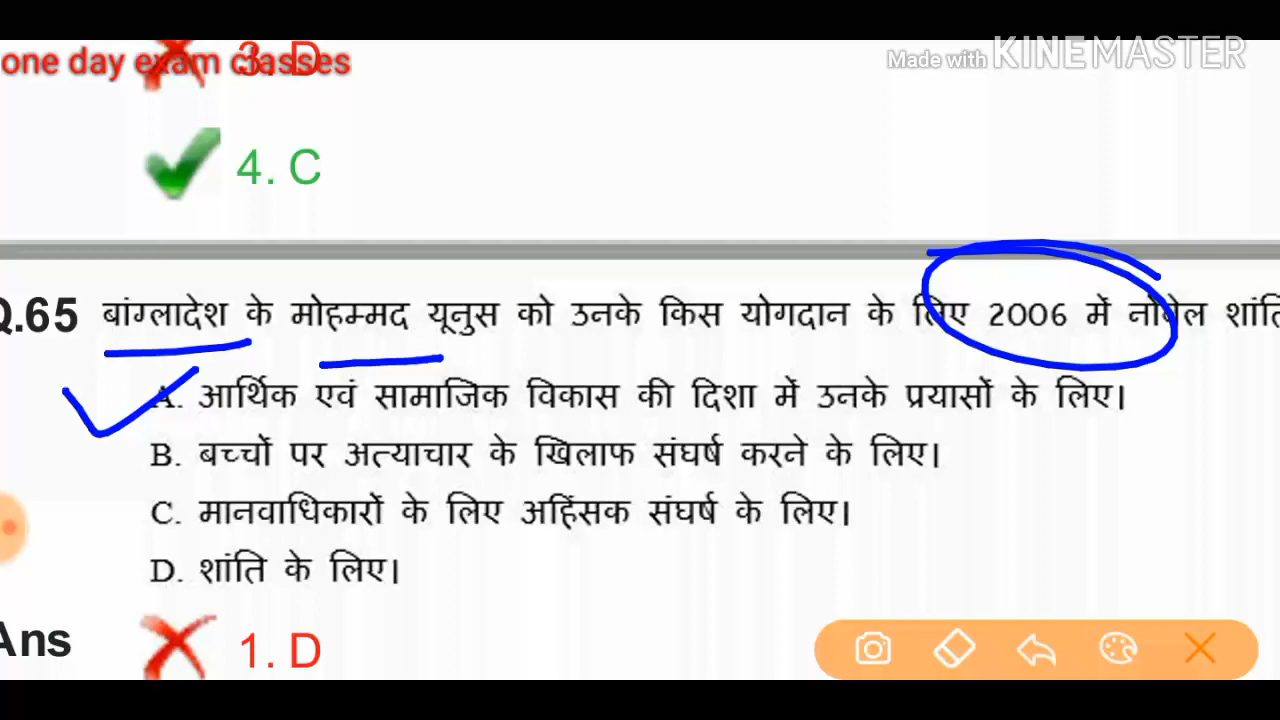 one day exam classes 3. D
Made with KINEMASTER
4. C
Q.65 बांग्लादेश के मोहम्मद यूनुस को उनके किस योगदान के लिए 2006 में नोबेल शांति
A. आर्थिक एवं सामाजिक विकास की दिशा में उनके प्रयासों के लिए।
B. बच्चों पर अत्याचार के खिलाफ संघर्ष करने के लिए।
C. मानवाधिकारों के लिए अहिंसक संघर्ष के लिए।
D. शांति के लिए।
Ans 1. D